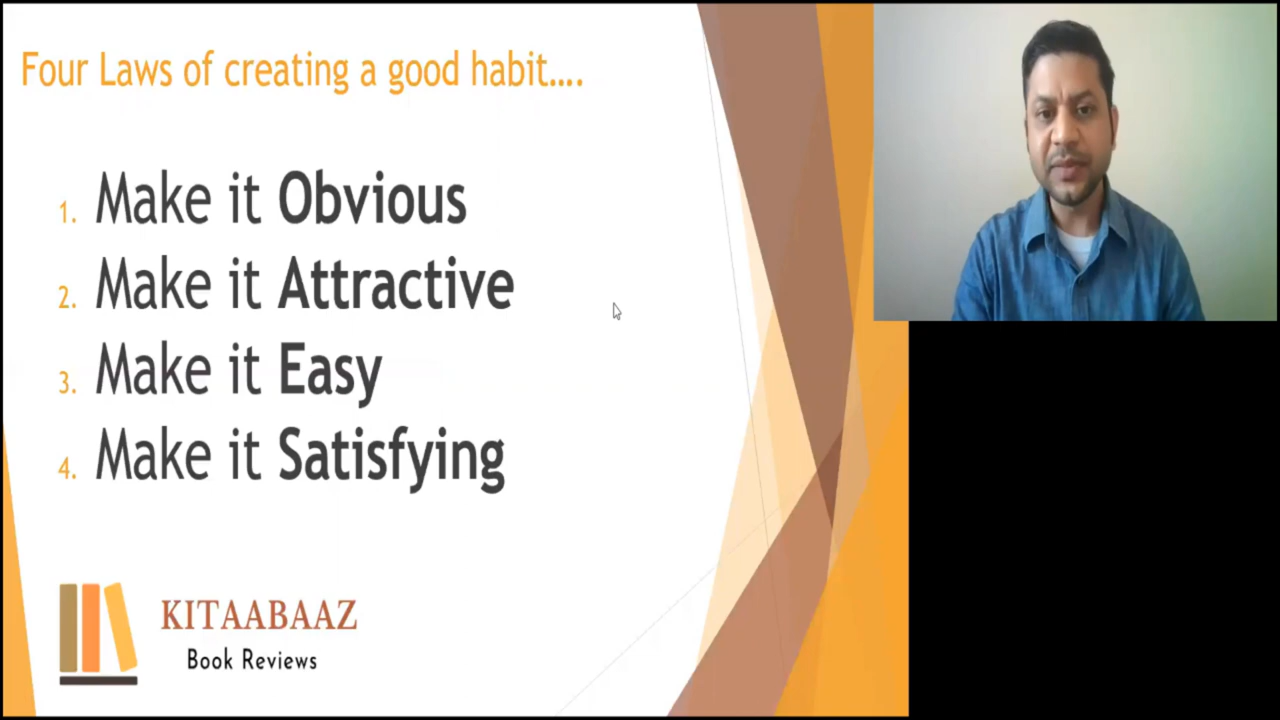 Four Laws of creating a good habit....
1. Make it Obvious
2. Make it Attractive
3. Make it Easy
4. Make it Satisfying
KITAABAAZ
Book Reviews